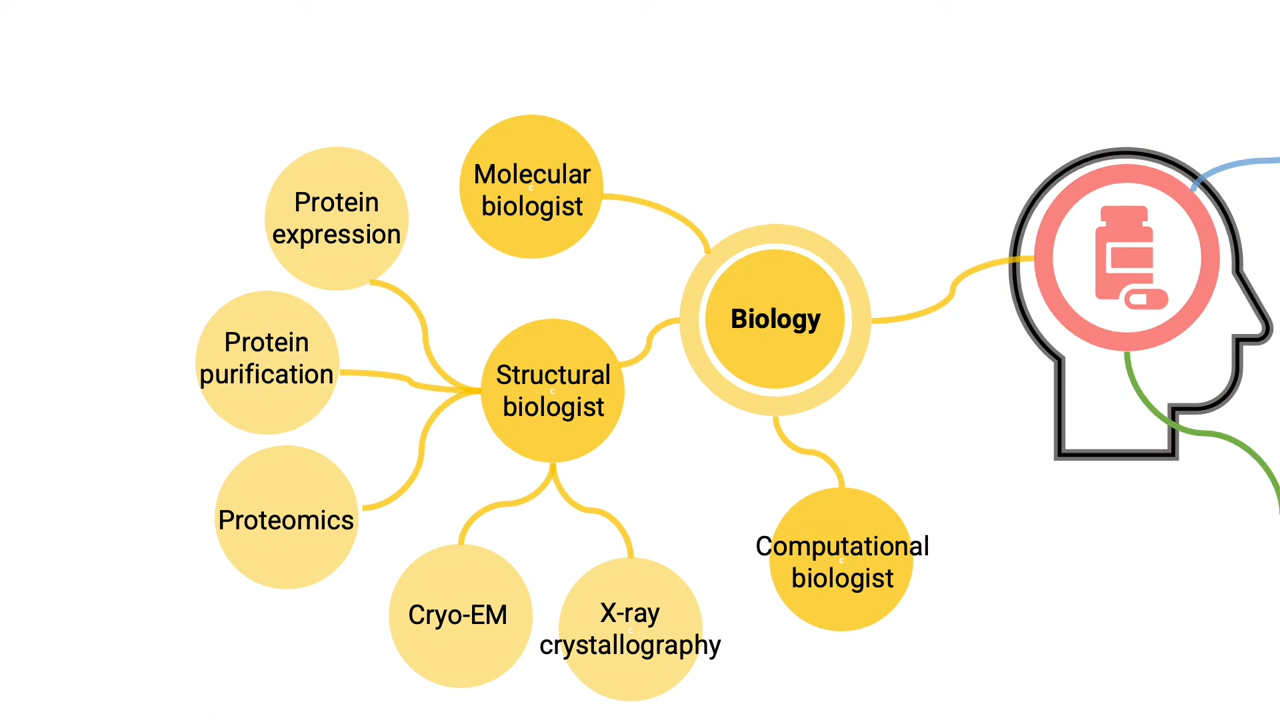 Molecular
biologist
Protein
expression
Biology
Protein
purification
Structural
biologist
Proteomics
Computational
biologist
Cryo-EM
X-ray
crystallography